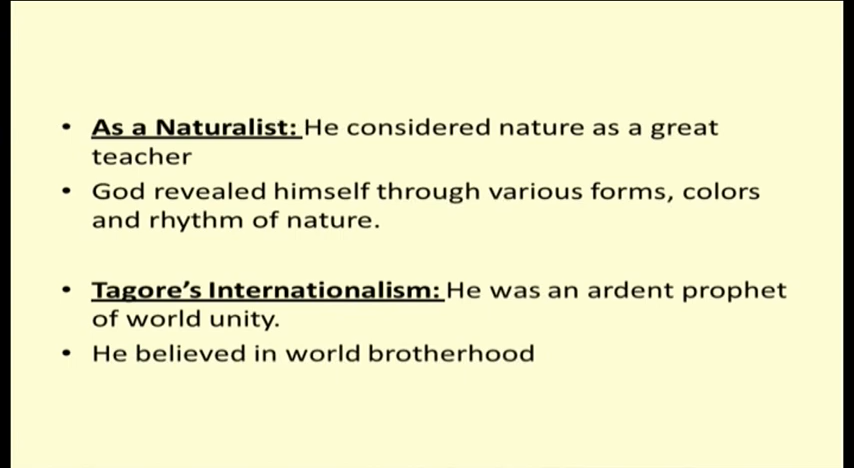 • As a Naturalist: He considered nature as a great
teacher
• God revealed himself through various forms, colors
and rhythm of nature.
• Tagore’s Internationalism: He was an ardent prophet
of world unity.
• He believed in world brotherhood